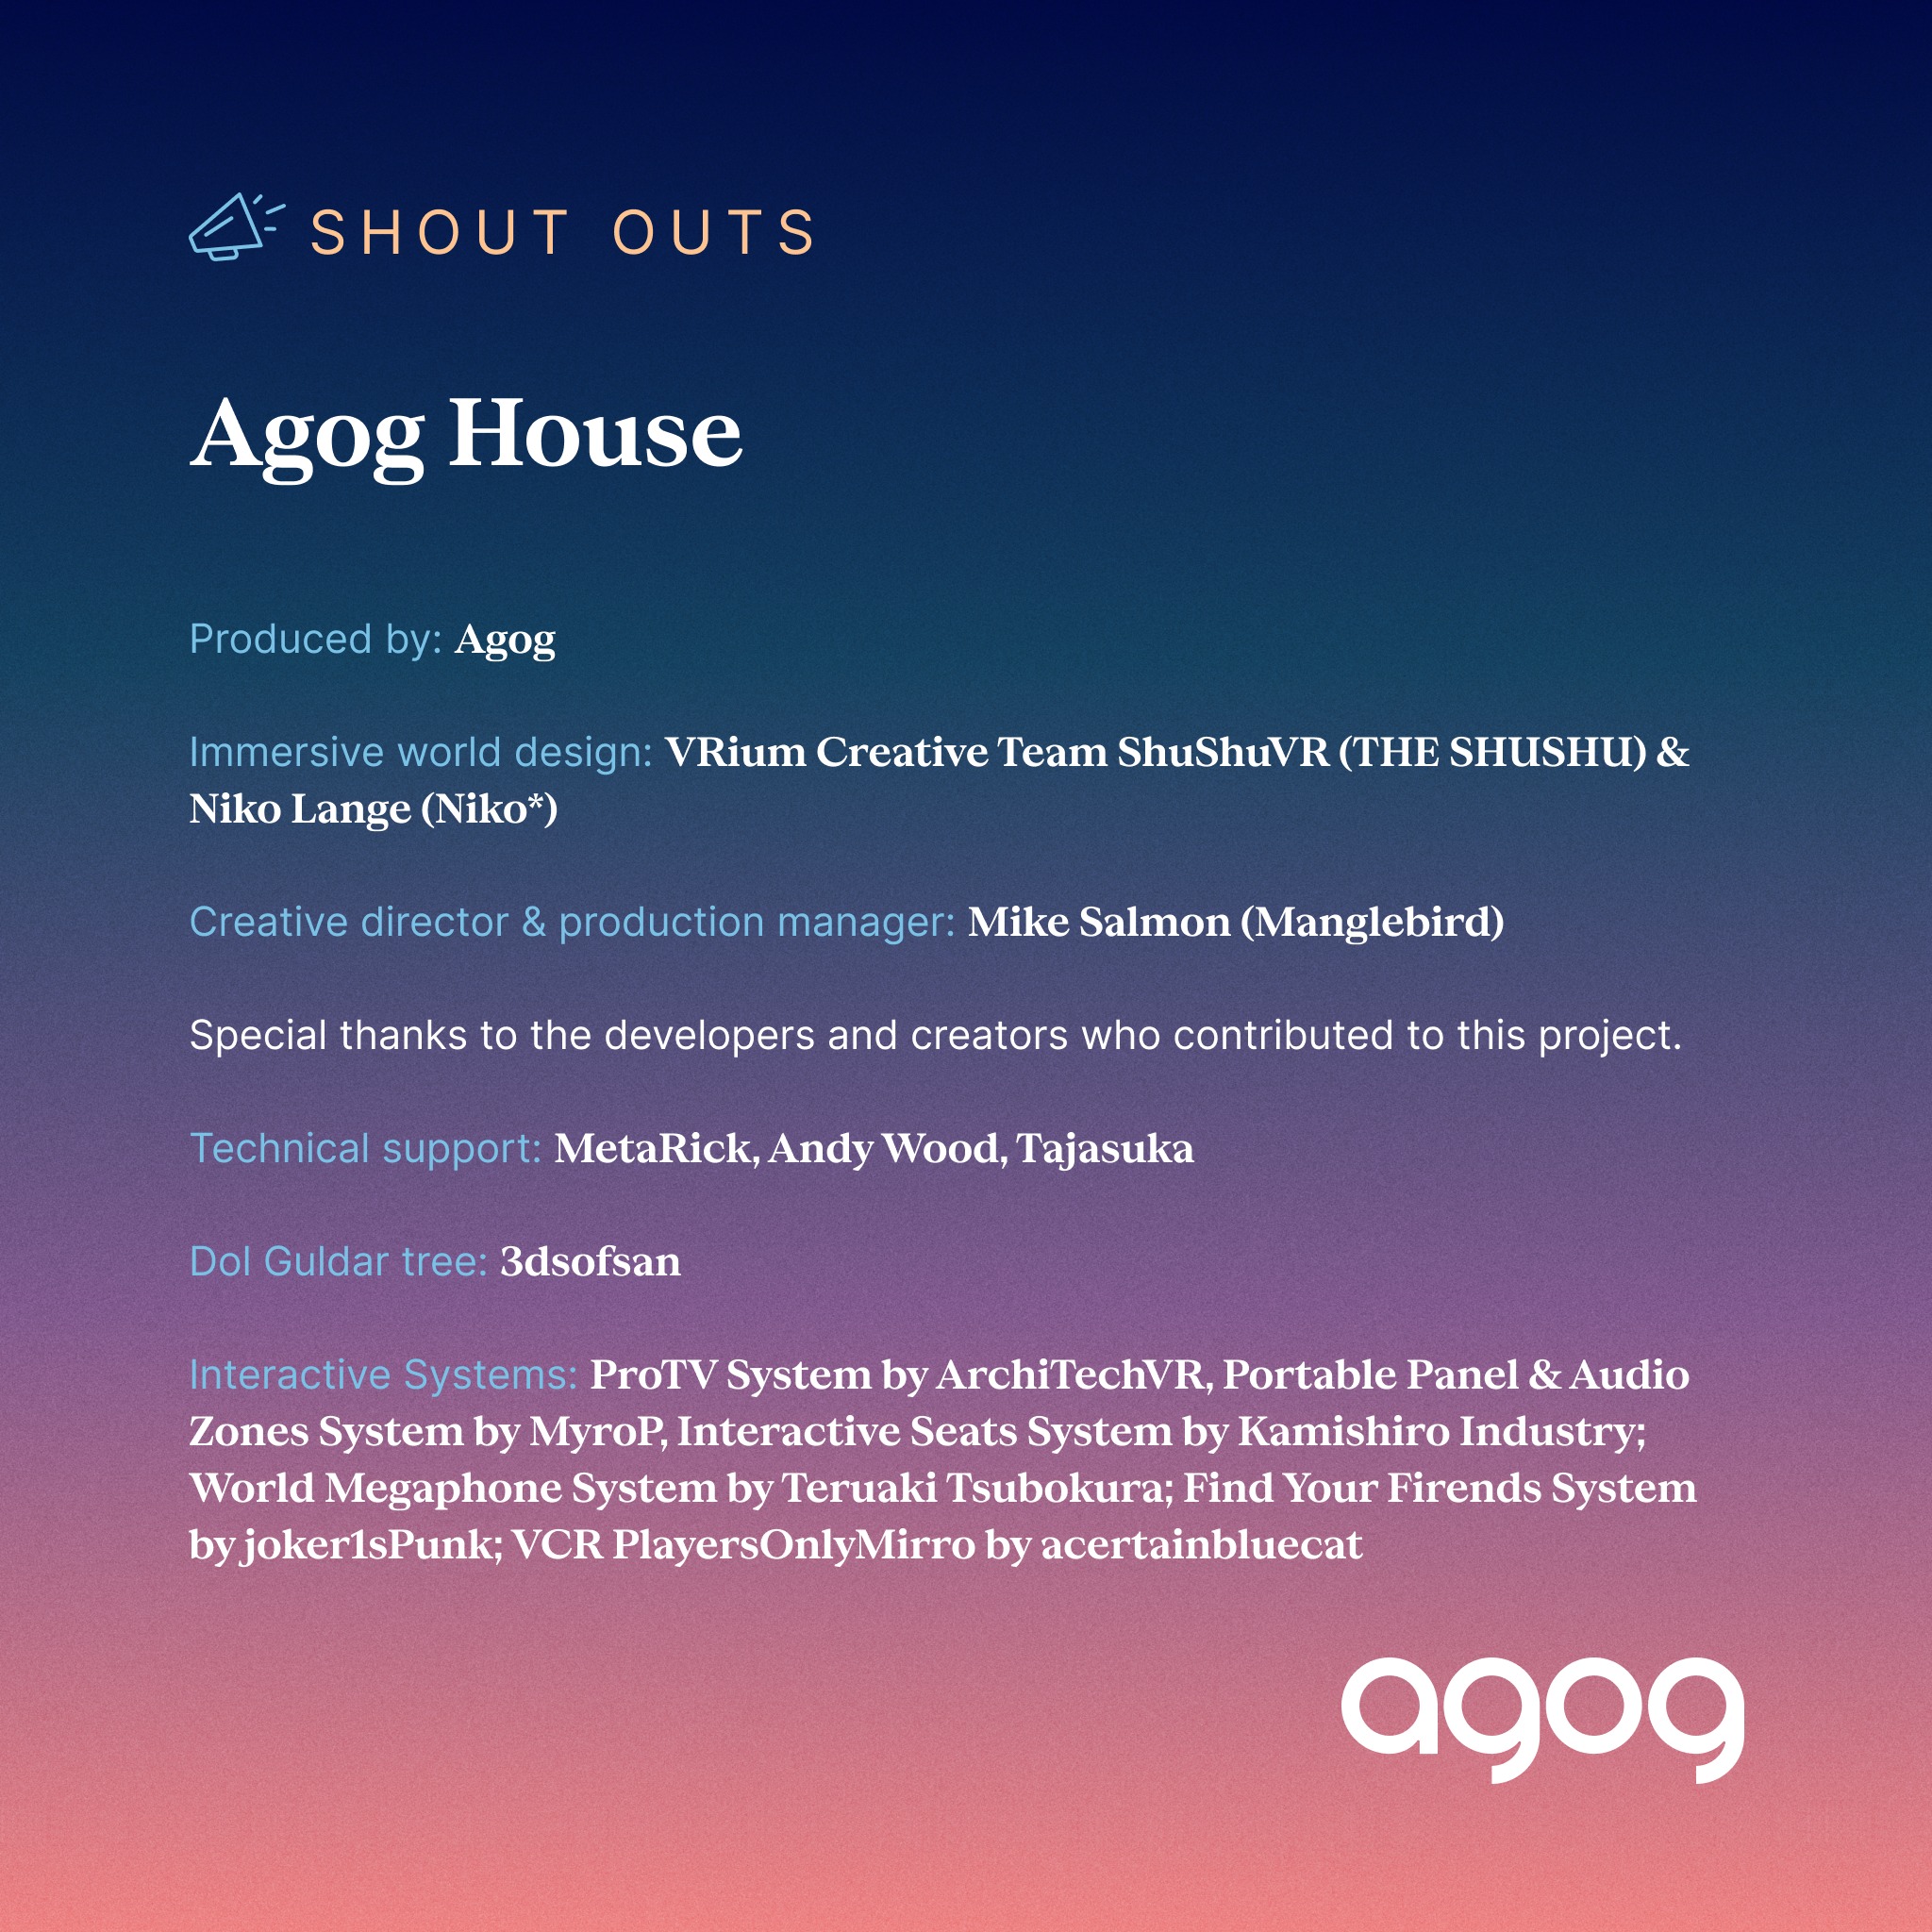 SHOUT OUTS
Agog House
Produced by: Agog
Immersive world design: VRium Creative Team ShuShuVR (THE SHUSHU) &
Niko Lange (Niko*)
Creative director & production manager: Mike Salmon (Manglebird)
Special thanks to the developers and creators who contributed to this project.
Technical support: MetaRick, Andy Wood, Tajasuka
Dol Guldar tree: 3dsofsan
Interactive Systems: ProTV System by ArchiTechVR, Portable Panel & Audio
Zones System by MyroP, Interactive Seats System by Kamishiro Industry;
World Megaphone System by Teruaki Tsubokura; Find Your Firends System
by joker1sPunk; VCR PlayersOnlyMirro by acertainbluecat
agog